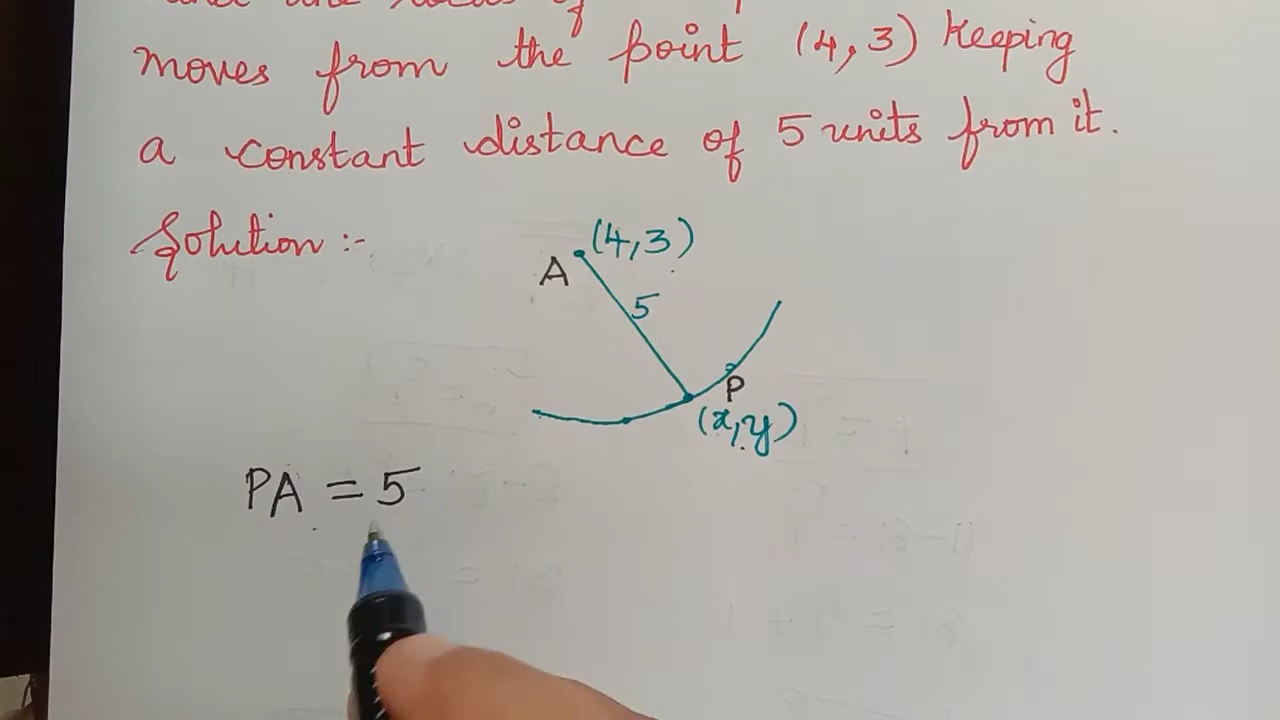 moves from the point (4,3) Keeping
a constant distance of 5 units from it.
Solution :-
(4,3)
A
5
P
(x,y)
PA = 5